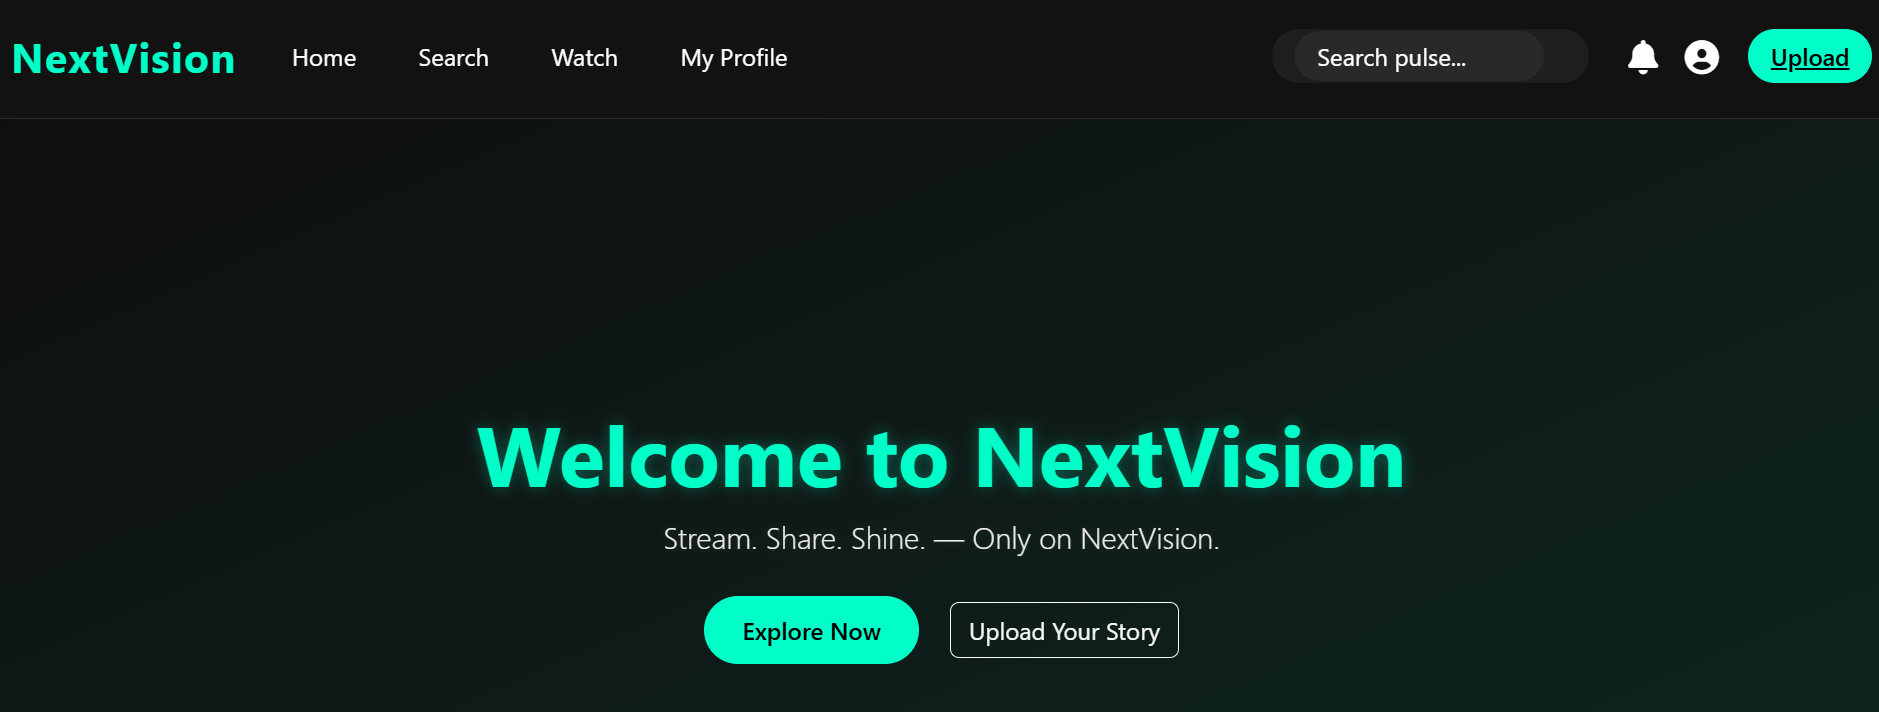 NextVision Home Search Watch My Profile Search pulse... Upload
Welcome to NextVision
Stream. Share. Shine. — Only on NextVision.
Explore Now Upload Your Story